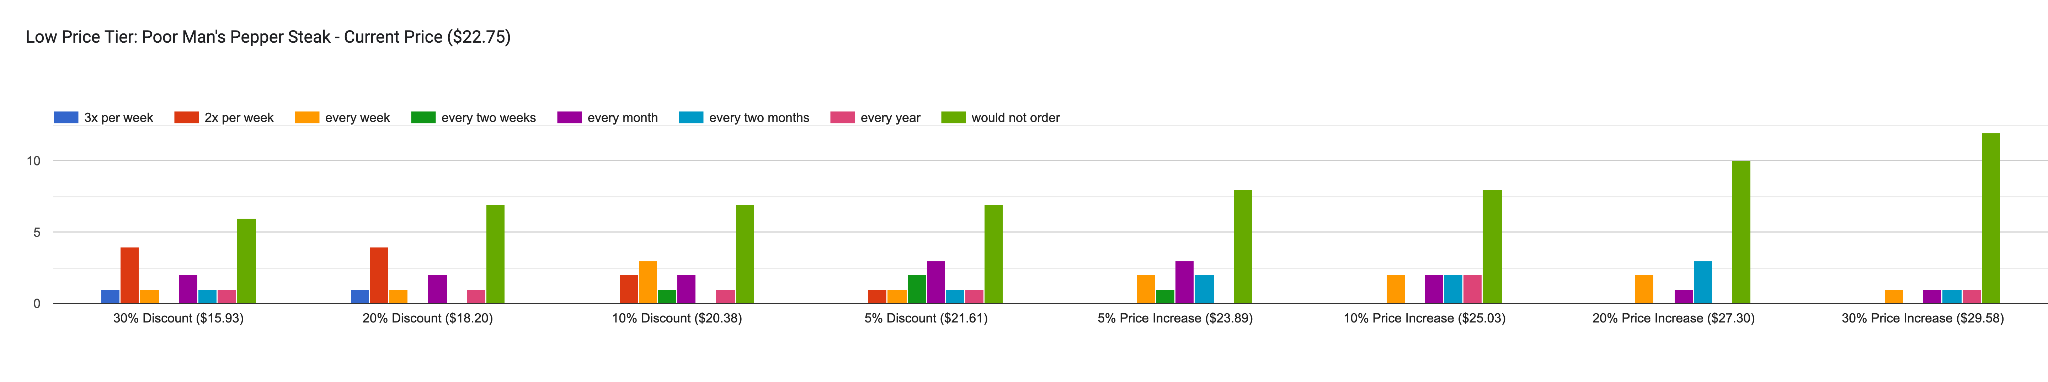 Low Price Tier: Poor Man's Pepper Steak - Current Price ($22.75)
3x per week 2x per week every week every two weeks every month every two months every year would not order
10
5
0
30% Discount ($15.93) 20% Discount ($18.20) 10% Discount ($20.38) 5% Discount ($21.61) 5% Price Increase ($23.89) 10% Price Increase ($25.03) 20% Price Increase ($27.30) 30% Price Increase ($29.58)